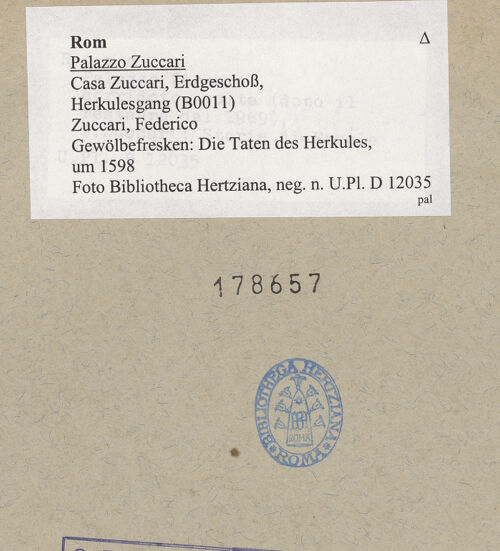 Rom Δ
Palazzo Zuccari
Casa Zuccari, Erdgeschoß,
Herkulesgang (B0011)
Zuccari, Federico
Gewölbefresken: Die Taten des Herkules,
um 1598
Foto Bibliotheca Hertziana, neg. n. U.Pl. D 12035
pal
178657
BIBLIOTHECA HERTZIANA
ROMA
ROMA